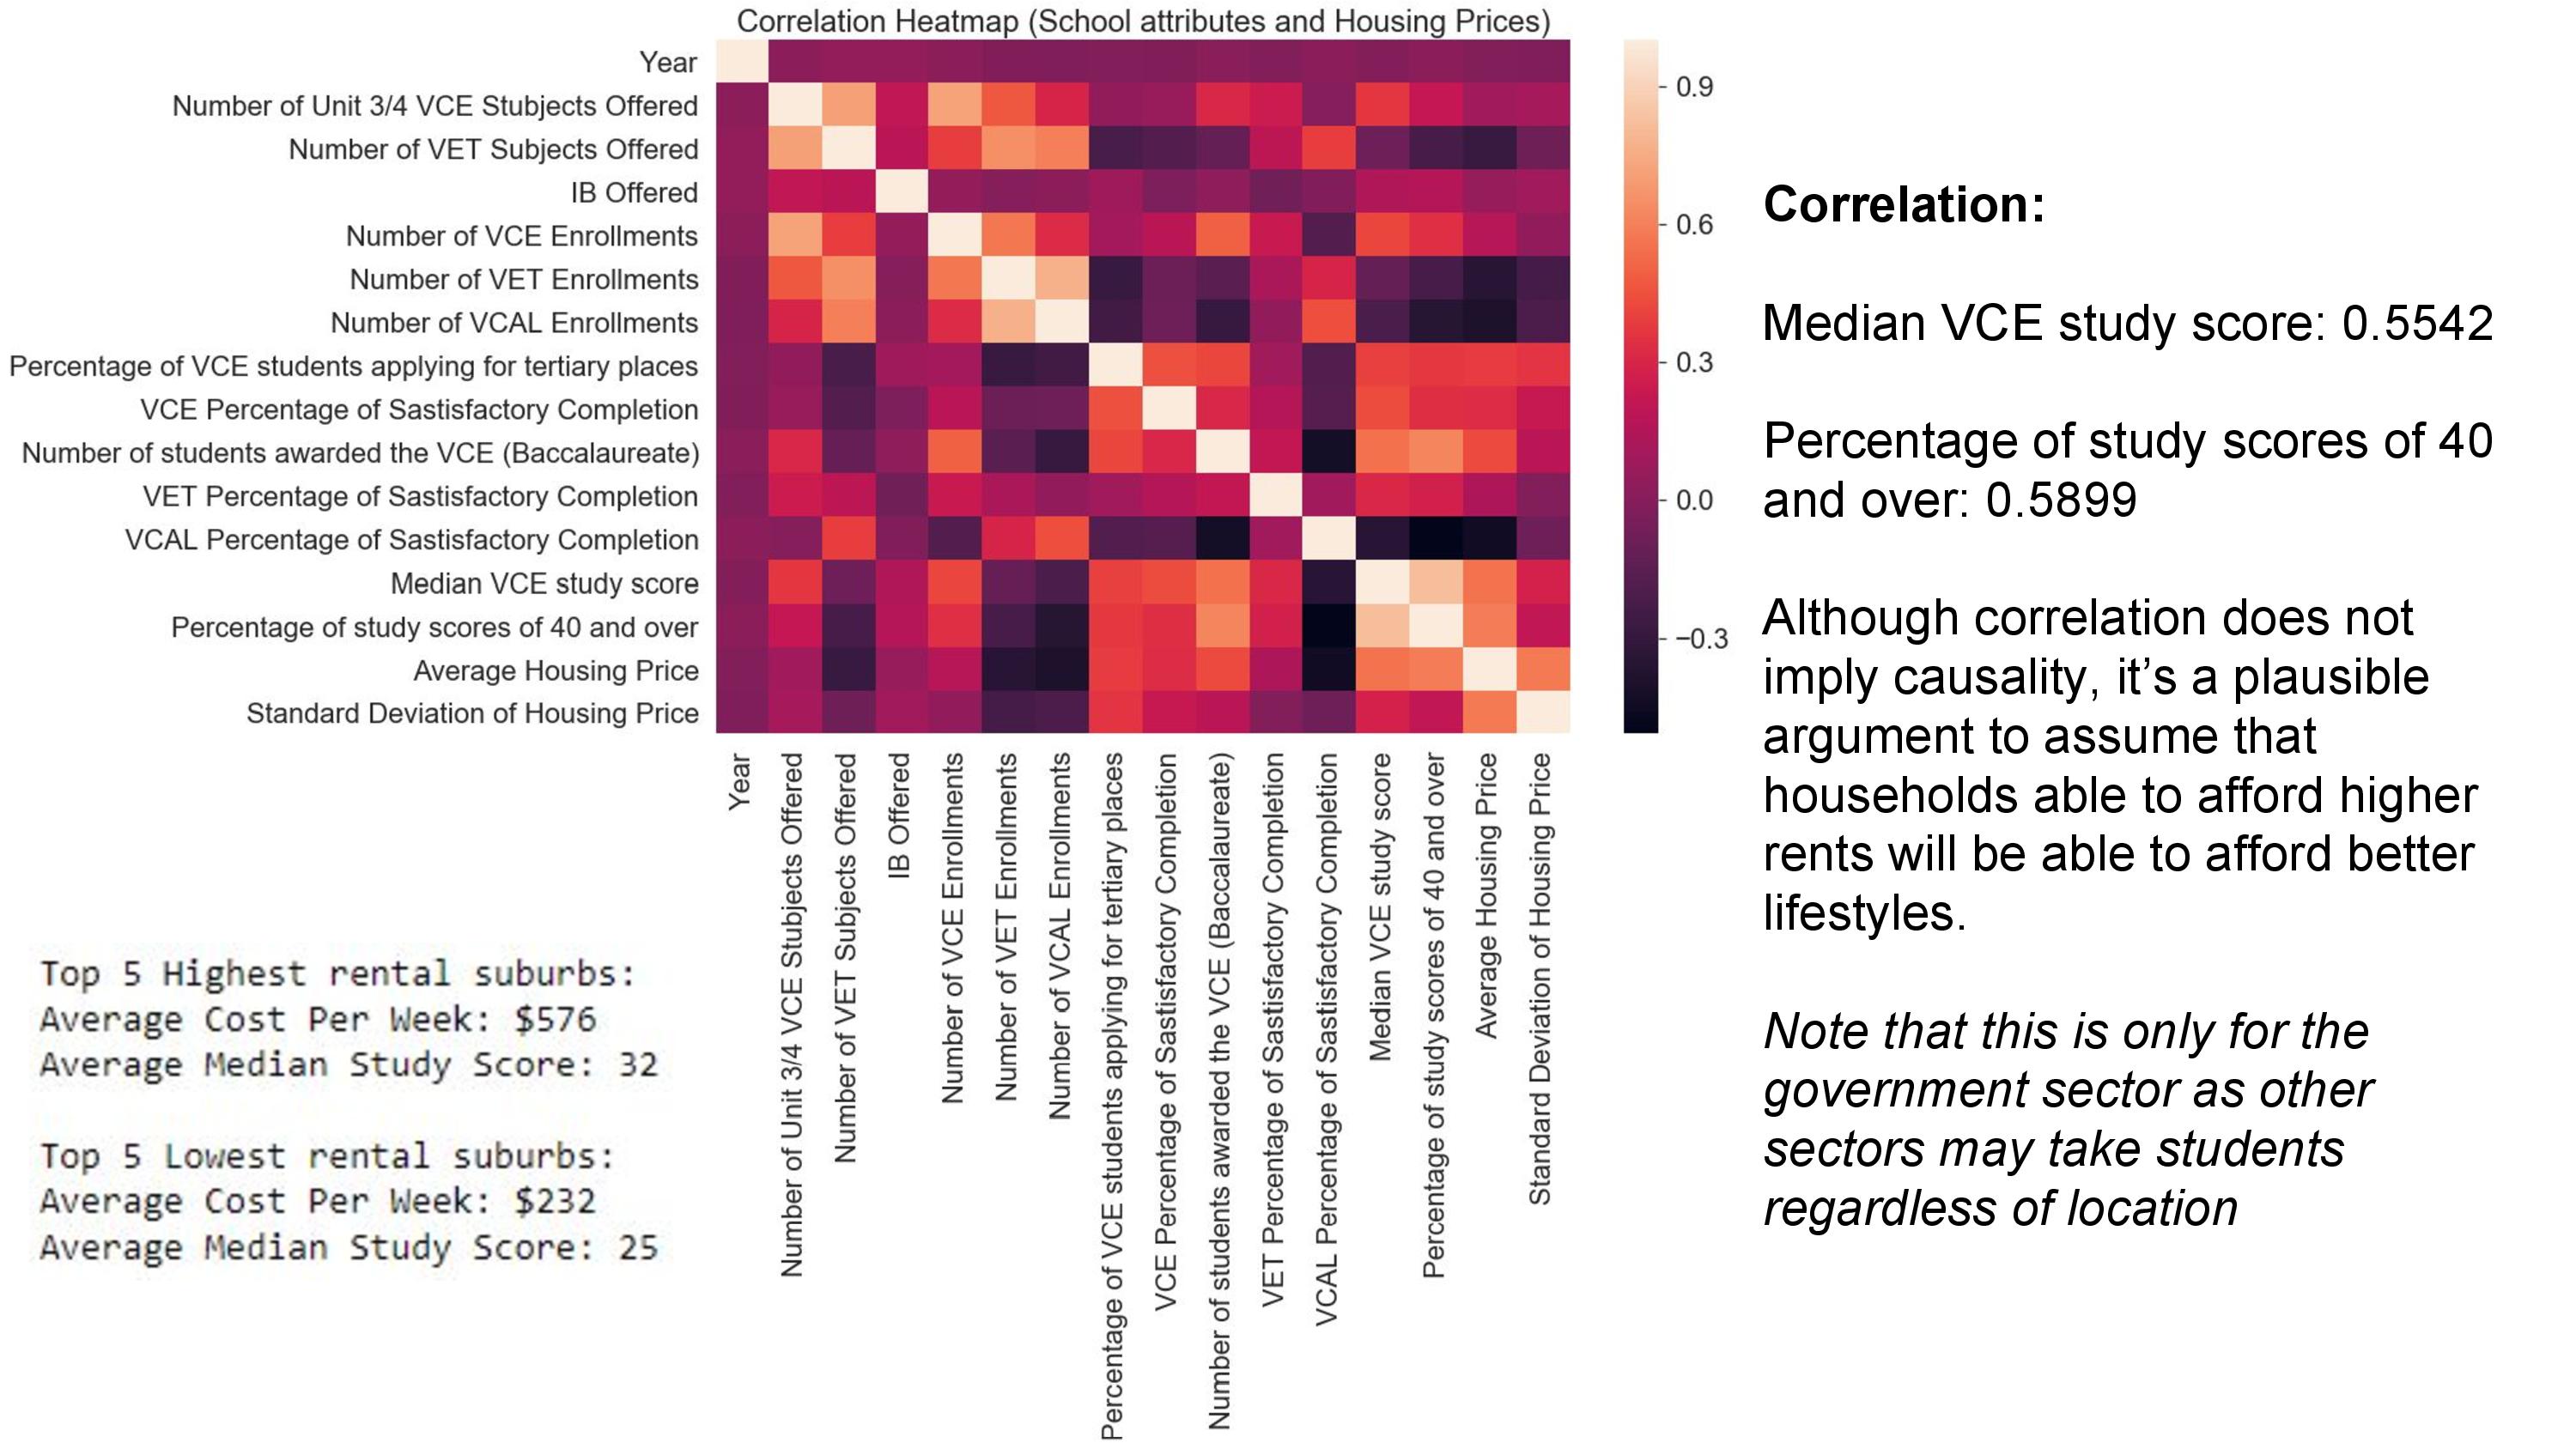 Correlation Heatmap (School attributes and Housing Prices)
Year
Number of Unit 3/4 VCE Stubjects Offered
Number of VET Subjects Offered
IB Offered
Number of VCE Enrollments
Number of VET Enrollments
Number of VCAL Enrollments
Percentage of VCE students applying for tertiary places
VCE Percentage of Sastisfactory Completion
Number of students awarded the VCE (Baccalaureate)
VET Percentage of Sastisfactory Completion
VCAL Percentage of Sastisfactory Completion
Median VCE study score
Percentage of study scores of 40 and over
Average Housing Price
Standard Deviation of Housing Price
Year
Number of Unit 3/4 VCE Stubjects Offered
Number of VET Subjects Offered
IB Offered
Number of VCE Enrollments
Number of VET Enrollments
Number of VCAL Enrollments
Percentage of VCE students applying for tertiary places
VCE Percentage of Sastisfactory Completion
Number of students awarded the VCE (Baccalaureate)
VET Percentage of Sastisfactory Completion
VCAL Percentage of Sastisfactory Completion
Median VCE study score
Percentage of study scores of 40 and over
Average Housing Price
Standard Deviation of Housing Price
0.9
0.6
0.3
0.0
−0.3
Top 5 Highest rental suburbs:
Average Cost Per Week: $576
Average Median Study Score: 32
Top 5 Lowest rental suburbs:
Average Cost Per Week: $232
Average Median Study Score: 25
Correlation:
Median VCE study score: 0.5542
Percentage of study scores of 40
and over: 0.5899
Although correlation does not
imply causality, it’s a plausible
argument to assume that
households able to afford higher
rents will be able to afford better
lifestyles.
Note that this is only for the
government sector as other
sectors may take students
regardless of location